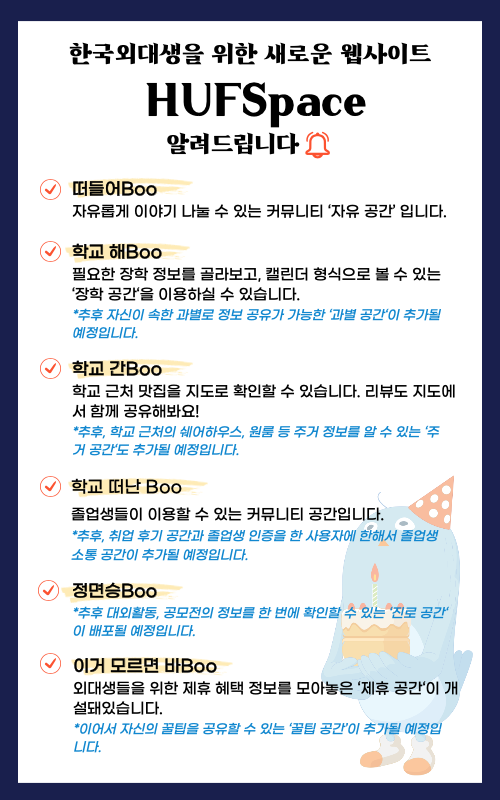 한국외대생을 위한 새로운 웹사이트
HUFSpace
알려드립니다
떠들어Boo
자유롭게 이야기 나눌 수 있는 커뮤니티 ‘자유 공간’ 입니다.
학교 해Boo
필요한 장학 정보를 골라보고, 캘린더 형식으로 볼 수 있는
‘장학 공간’을 이용하실 수 있습니다.
*추후 자신이 속한 과별로 정보 공유가 가능한 ‘과별 공간’이 추가될
예정입니다.
학교 간Boo
학교 근처 맛집을 지도로 확인할 수 있습니다. 리뷰도 지도에
서 함께 공유해봐요!
*추후, 학교 근처의 쉐어하우스, 원룸 등 주거 정보를 알 수 있는 ‘주
거 공간’도 추가될 예정입니다.
학교 떠난 Boo
졸업생들이 이용할 수 있는 커뮤니티 공간입니다.
*추후, 취업 후기 공간과 졸업생 인증을 한 사용자에 한해서 졸업생
소통 공간이 추가될 예정입니다.
정면승Boo
*추후 대외활동, 공모전의 정보를 한 번에 확인할 수 있는 ‘진로 공간’
이 배포될 예정입니다.
이거 모르면 바Boo
외대생들을 위한 제휴 혜택 정보를 모아놓은 ‘제휴 공간’이 개
설돼있습니다.
*이어서 자신의 꿀팁을 공유할 수 있는 ‘꿀팁 공간’이 추가될 예정입
니다.